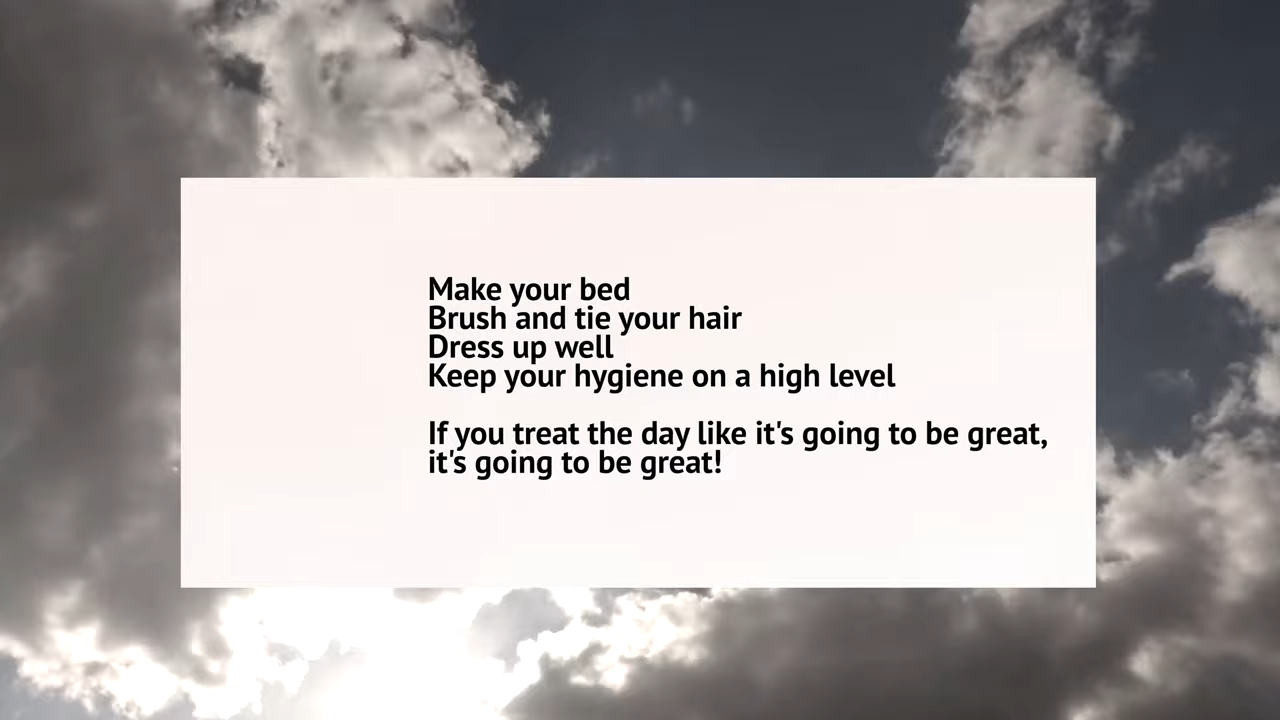 Make your bed
Brush and tie your hair
Dress up well
Keep your hygiene on a high level
If you treat the day like it's going to be great,
it's going to be great!